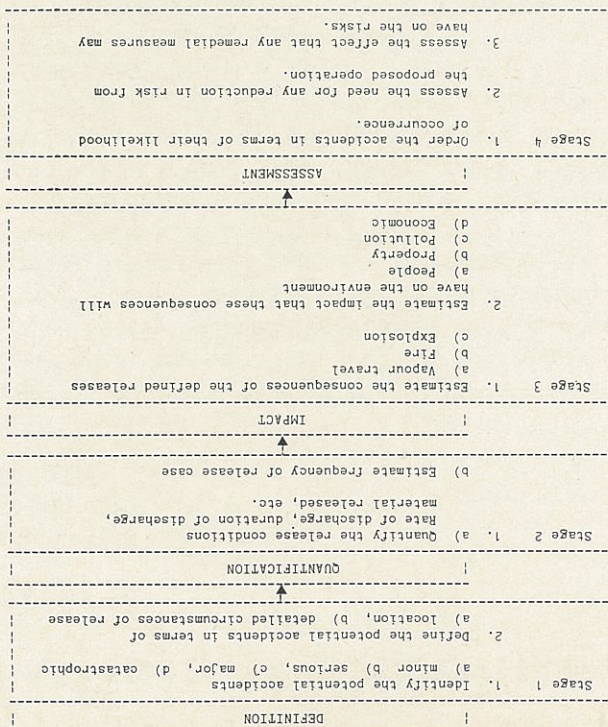 DEFINITION
Stage 1 1. Identify the potential accidents
a) minor b) serious, c) major, d) catastrophic
2. Define the potential accidents in terms of
a) location, b) detailed circumstances of release
QUANTIFICATION
Stage 2 1. a) Quantify the release conditions
Rate of discharge, duration of discharge,
material released, etc.
b) Estimate frequency of release case
IMPACT
Stage 3 1. Estimate the consequences of the defined releases
a) Vapour travel
b) Fire
c) Explosion
2. Estimate the impact that these consequences will
have on the environment
a) People
b) Property
c) Pollution
d) Economic
ASSESSMENT
Stage 4 1. Order the accidents in terms of their likelihood
of occurrence.
2. Assess the need for any reduction in risk from
the proposed operation.
3. Assess the effect that any remedial measures may
have on the risks.